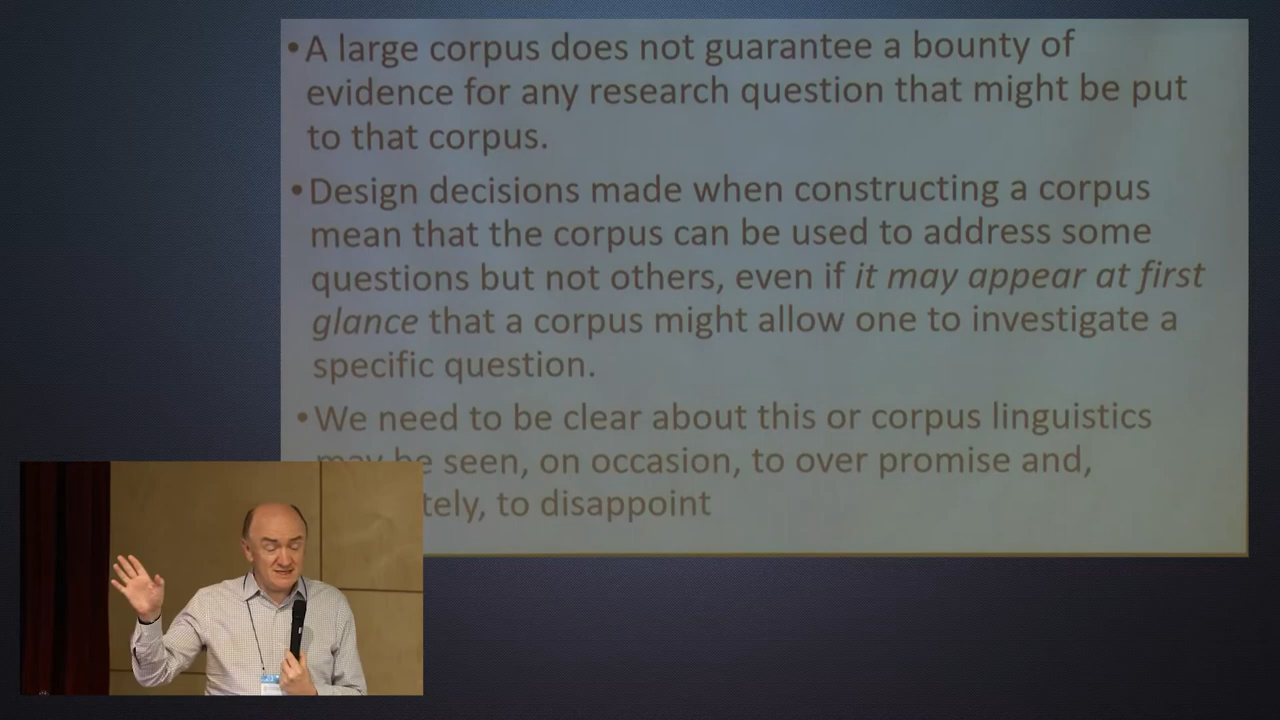 • A large corpus does not guarantee a bounty of
evidence for any research question that might be put
to that corpus.
• Design decisions made when constructing a corpus
mean that the corpus can be used to address some
questions but not others, even if it may appear at first
glance that a corpus might allow one to investigate a
specific question.
• We need to be clear about this or corpus linguistics
may be seen, on occasion, to over promise and,
tely, to disappoint